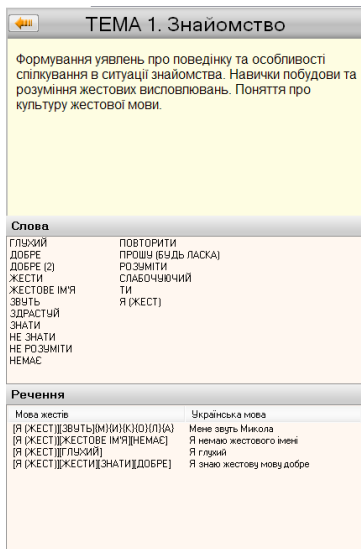 ТЕМА 1. Знайомство
Формування уявлень про поведінку та особливості
спілкування в ситуації знайомства. Навички побудови та
розуміння жестових висловлювань. Поняття про
культуру жестової мови.
Слова
ГЛУХИЙ
ДОБРЕ
ДОБРЕ (2)
ЖЕСТИ
ЖЕСТОВЕ ІМ'Я
ЗВУТЬ
ЗДРАСТУЙ
ЗНАТИ
НЕ ЗНАТИ
НЕ РОЗУМІТИ
НЕМАЄ
ПОВТОРИТИ
ПРОШУ (БУДЬ ЛАСКА)
РОЗУМІТИ
СЛАБОЧУЮЧИЙ
ТИ
Я (ЖЕСТ)
Речення
Мова жестів Українська мова
[Я (ЖЕСТ)][ЗВУТЬ]{М}{И}{К}{О}{Л}{А} Мене звуть Микола
[Я (ЖЕСТ)][ЖЕСТОВЕ ІМ'Я][НЕМАЄ] Я немаю жестового імені
[Я (ЖЕСТ)][ГЛУХИЙ] Я глухий
[Я (ЖЕСТ)][ЖЕСТИ][ЗНАТИ][ДОБРЕ] Я знаю жестову мову добре